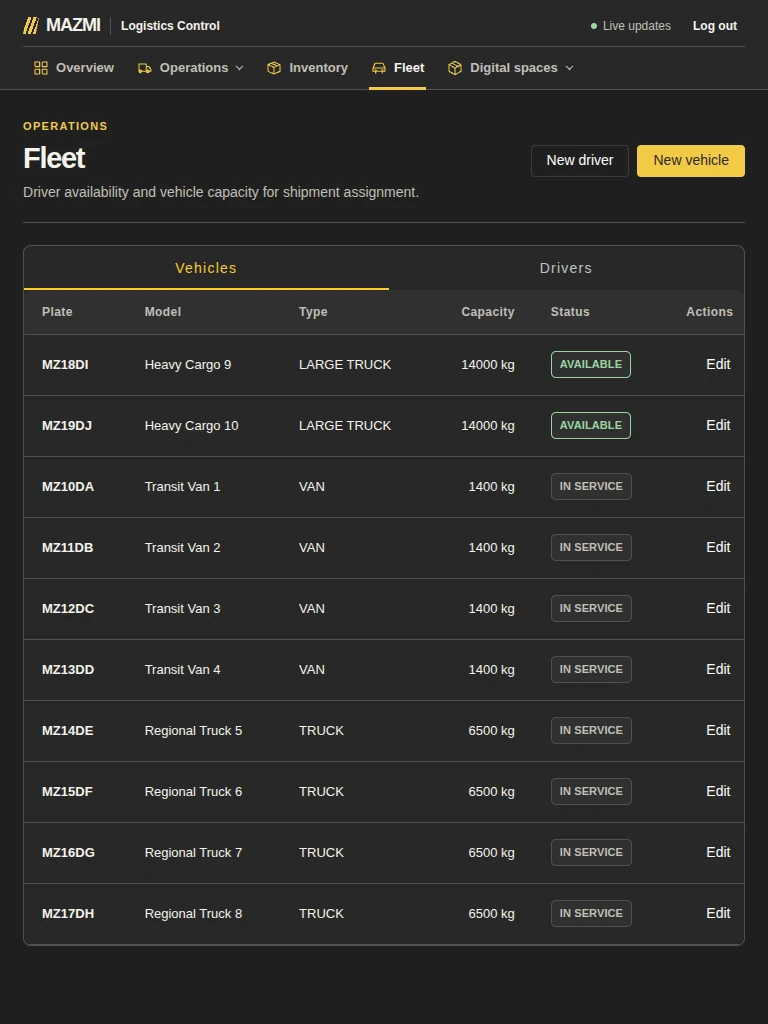 MAZMI Logistics Control Live updates Log out
Overview Operations Inventory Fleet Digital spaces
OPERATIONS
Fleet
New driver New vehicle
Driver availability and vehicle capacity for shipment assignment.
Vehicles Drivers
Plate Model Type Capacity Status Actions
MZ18DI Heavy Cargo 9 LARGE TRUCK 14000 kg AVAILABLE Edit
MZ19DJ Heavy Cargo 10 LARGE TRUCK 14000 kg AVAILABLE Edit
MZ10DA Transit Van 1 VAN 1400 kg IN SERVICE Edit
MZ11DB Transit Van 2 VAN 1400 kg IN SERVICE Edit
MZ12DC Transit Van 3 VAN 1400 kg IN SERVICE Edit
MZ13DD Transit Van 4 VAN 1400 kg IN SERVICE Edit
MZ14DE Regional Truck 5 TRUCK 6500 kg IN SERVICE Edit
MZ15DF Regional Truck 6 TRUCK 6500 kg IN SERVICE Edit
MZ16DG Regional Truck 7 TRUCK 6500 kg IN SERVICE Edit
MZ17DH Regional Truck 8 TRUCK 6500 kg IN SERVICE Edit